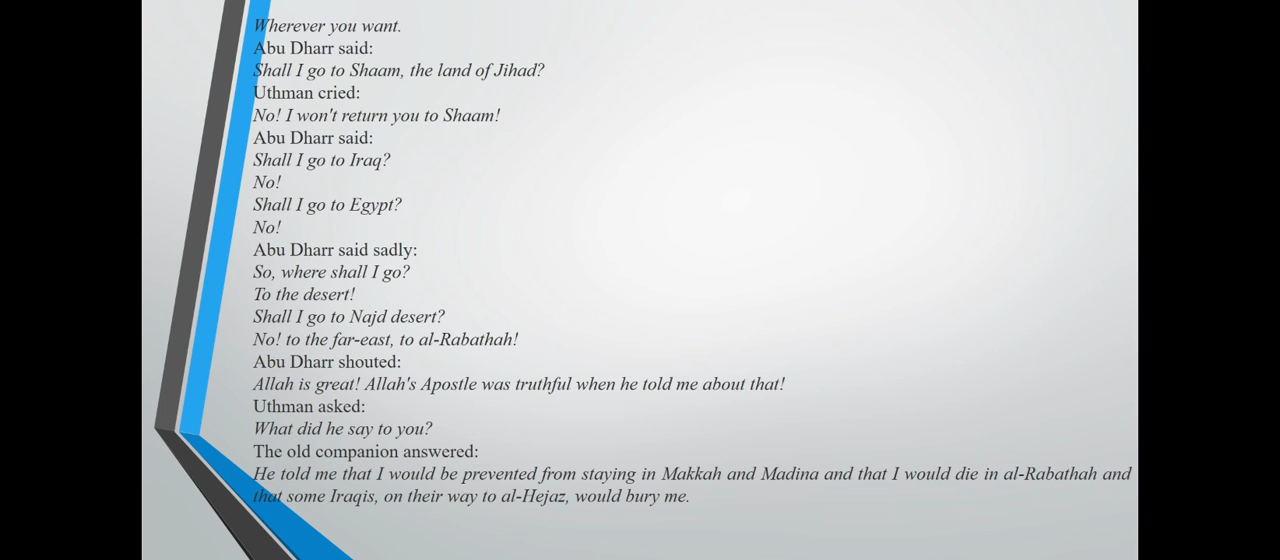 Wherever you want.
Abu Dharr said:
Shall I go to Shaam, the land of Jihad?
Uthman cried:
No! I won't return you to Shaam!
Abu Dharr said:
Shall I go to Iraq?
No!
Shall I go to Egypt?
No!
Abu Dharr said sadly:
So, where shall I go?
To the desert!
Shall I go to Najd desert?
No! to the far-east, to al-Rabathah!
Abu Dharr shouted:
Allah is great! Allah's Apostle was truthful when he told me about that!
Uthman asked:
What did he say to you?
The old companion answered:
He told me that I would be prevented from staying in Makkah and Madina and that I would die in al-Rabathah and
that some Iraqis, on their way to al-Hejaz, would bury me.